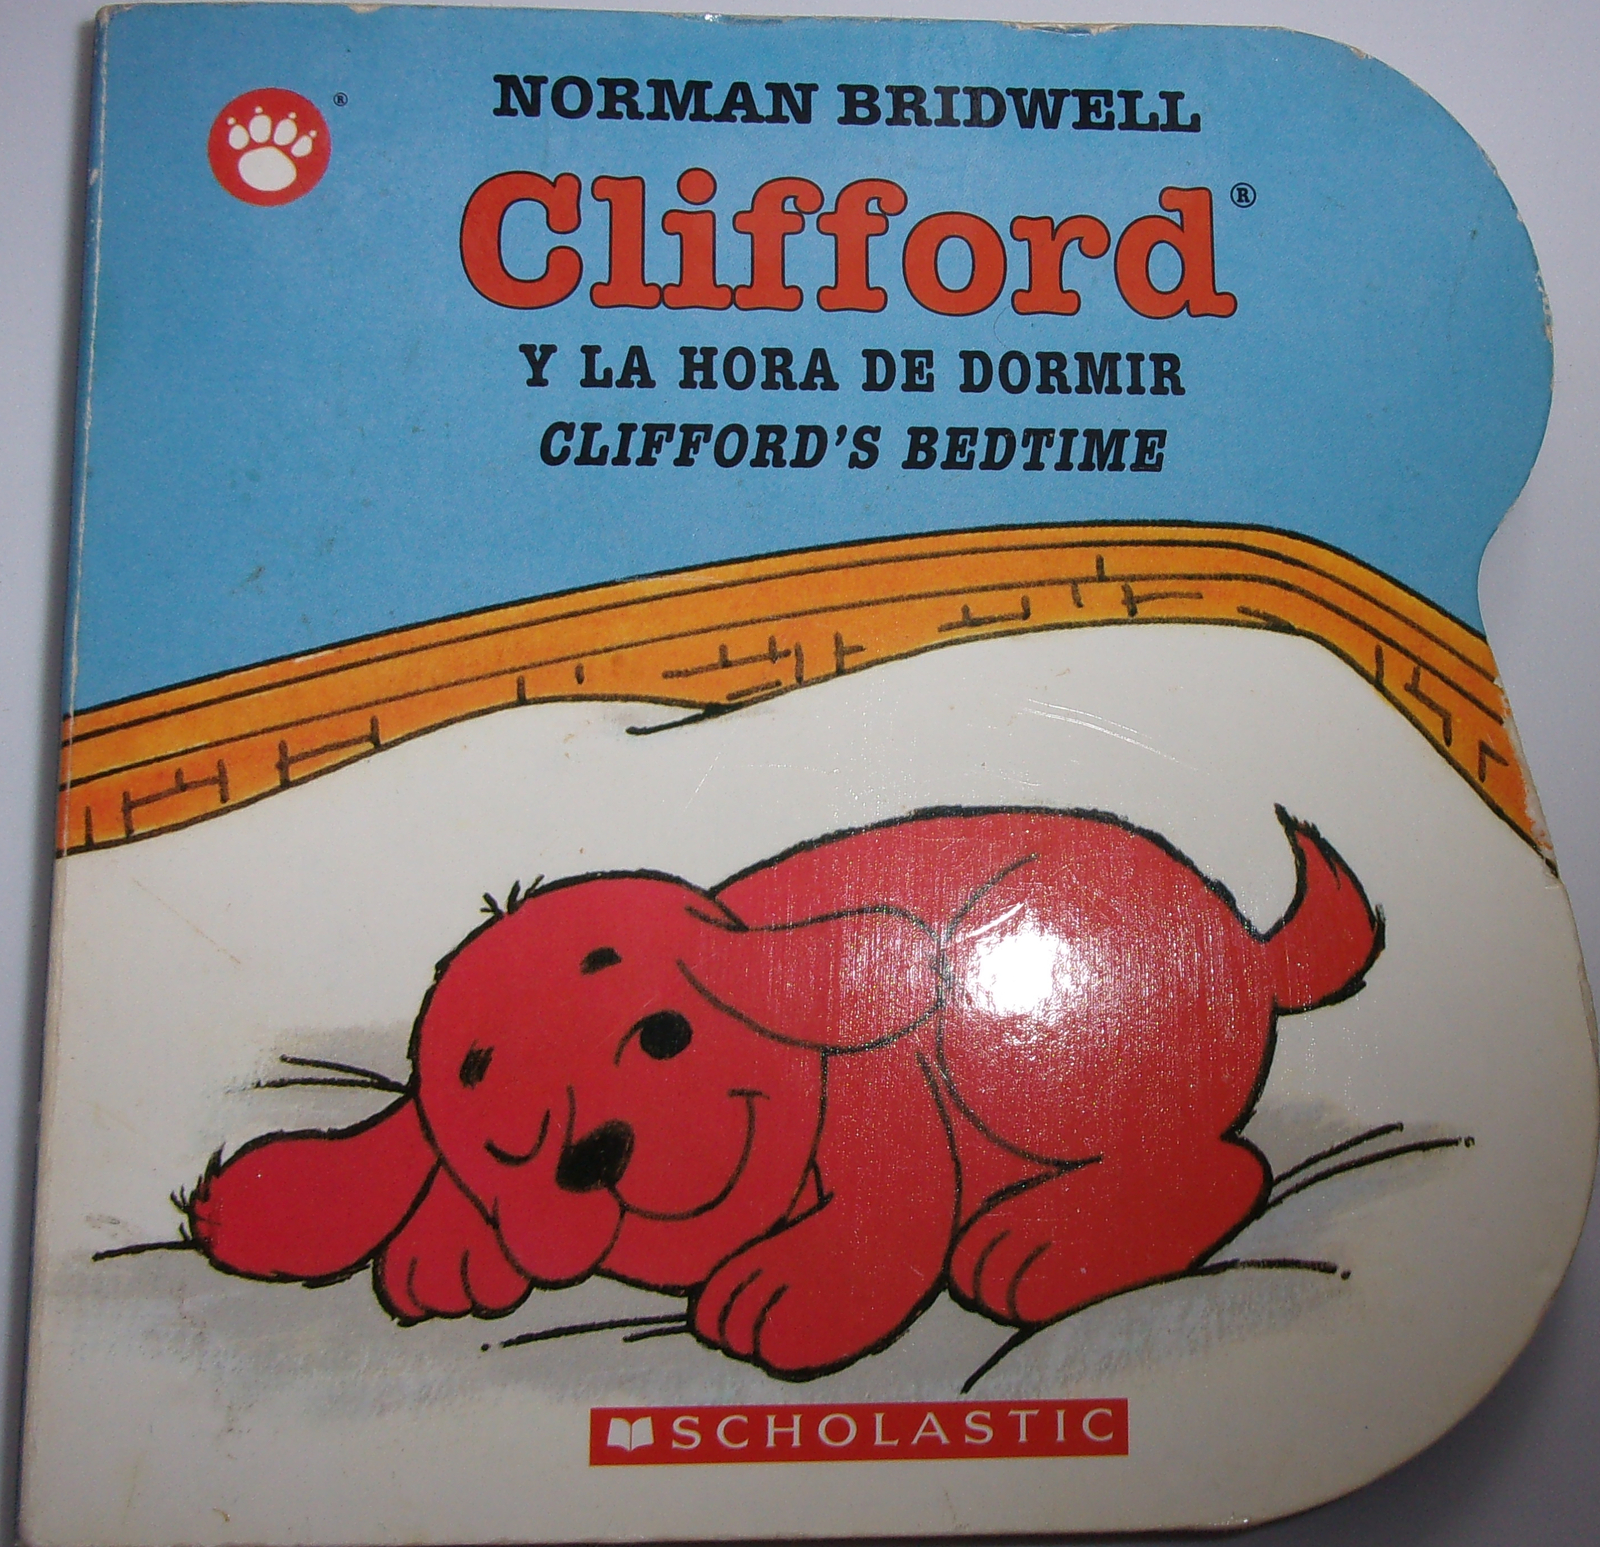 NORMAN BRIDWELL
Clifford®
Y LA HORA DE DORMIR
CLIFFORD'S BEDTIME
®
SCHOLASTIC